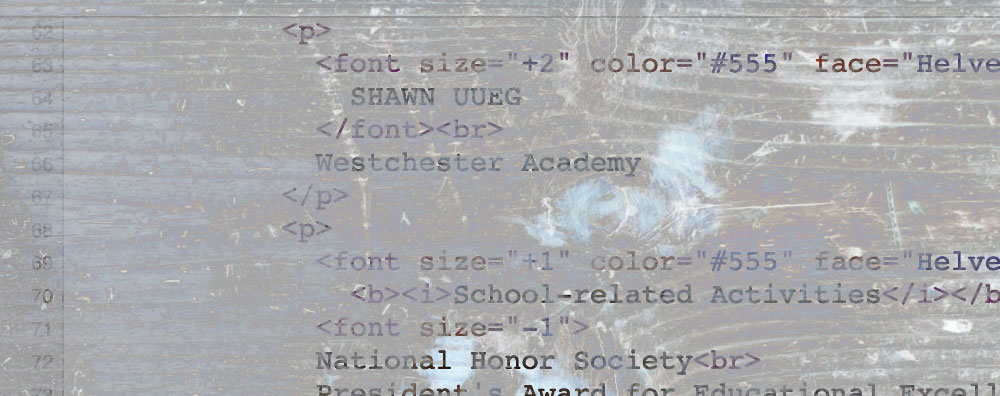 62 <p>
63 <font size="+2" color="#555" face="Helve
64 SHAWN UUEG
65 </font><br>
66 Westchester Academy
67 </p>
68 <p>
69 <font size="+1" color="#555" face="Helve
70 <b><i>School-related Activities</i></b
71 <font size="-1">
72 National Honor Society<br>
73 President's Award for Educational Excell